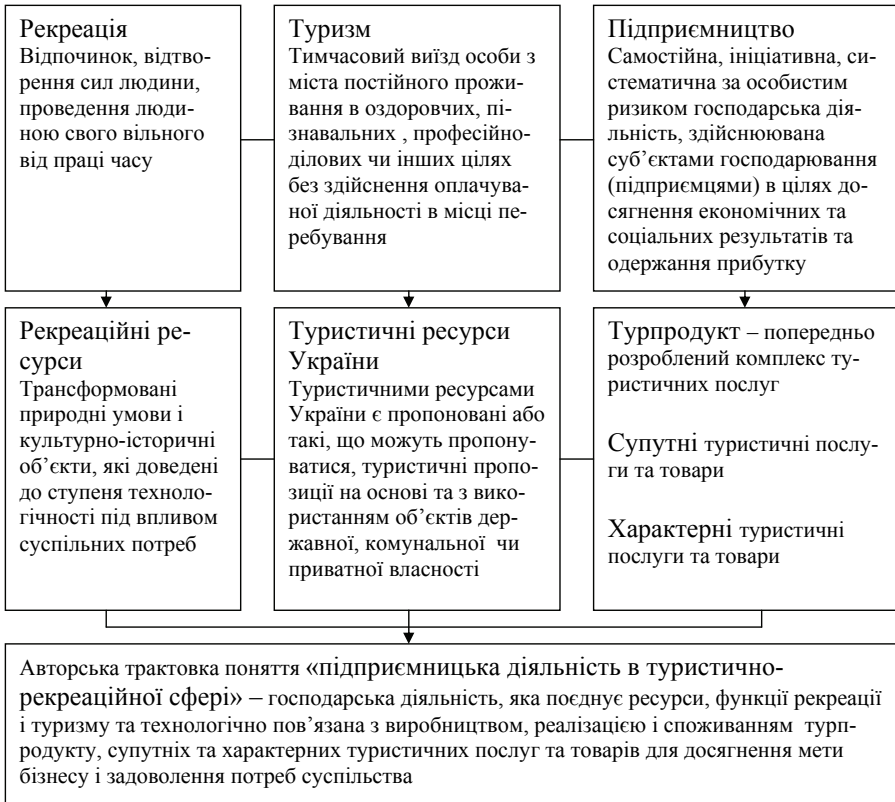 Рекреація
Відпочинок, відтво-
рення сил людини,
проведення люди-
ною свого вільного
від праці часу
Туризм
Тимчасовий виїзд особи з
міста постійного прожи-
вання в оздоровчих, пі-
знавальних , професійно-
ділових чи інших цілях
без здійснення оплачува-
ної діяльності в місці пе-
ребування
Підприємництво
Самостійна, ініціативна, си-
стематична за особистим
ризиком господарська дія-
льність, здійснюювана
суб’єктами господарювання
(підприємцями) в цілях до-
сягнення економічних та
соціальних результатів та
одержання прибутку
Рекреаційні ре-
сурси
Трансформовані
природні умови і
культурно-історичні
об’єкти, які доведені
до ступеня техноло-
гічності під впливом
суспільних потреб
Туристичні ресурси
України
Туристичними ресурсами
України є пропоновані або
такі, що можуть пропону-
ватися, туристичні пропо-
зиції на основі та з вико-
ристанням об’єктів дер-
жавної, комунальної чи
приватної власності
Турпродукт – попередньо
розроблений комплекс ту-
ристичних послуг
Супутні туристичні послу-
ги та товари
Характерні туристичні
послуги та товари
Авторська трактовка поняття «підприємницька діяльність в туристично-
рекреаційної сфері» – господарська діяльність, яка поєднує ресурси, функції рекреації
і туризму та технологічно пов’язана з виробництвом, реалізацією і споживанням турп-
родукту, супутніх та характерних туристичних послуг та товарів для досягнення мети
бізнесу і задоволення потреб суспільства